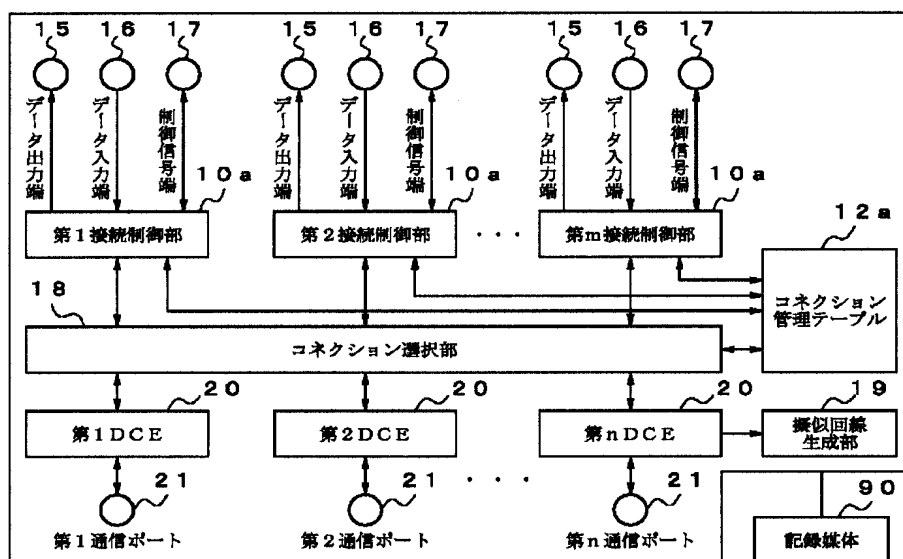 15 16 17 15 16 17 15 16 17
データ出力端 データ入力端 制御信号端 データ出力端 データ入力端 制御信号端 データ出力端 データ入力端 制御信号端
10a 10a 10a
第1接続制御部 第2接続制御部 ・・・ 第m接続制御部
12a
コネクション
管理テーブル
18
コネクション選択部
20 20 20 19
第1DCE 第2DCE 第nDCE
擬似回線
生成部
21 21 ・・・ 21
第1通信ポート 第2通信ポート 第n通信ポート
90
記録媒体